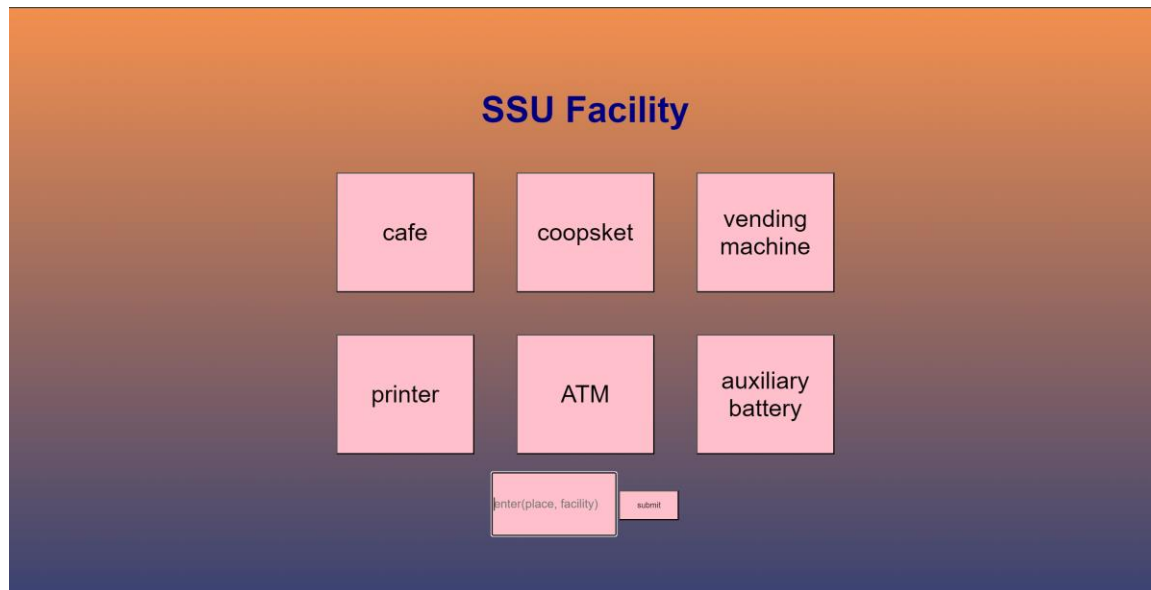 SSU Facility
cafe
coopsket
vending
machine
printer
ATM
auxiliary
battery
enter(place, facility)
submit